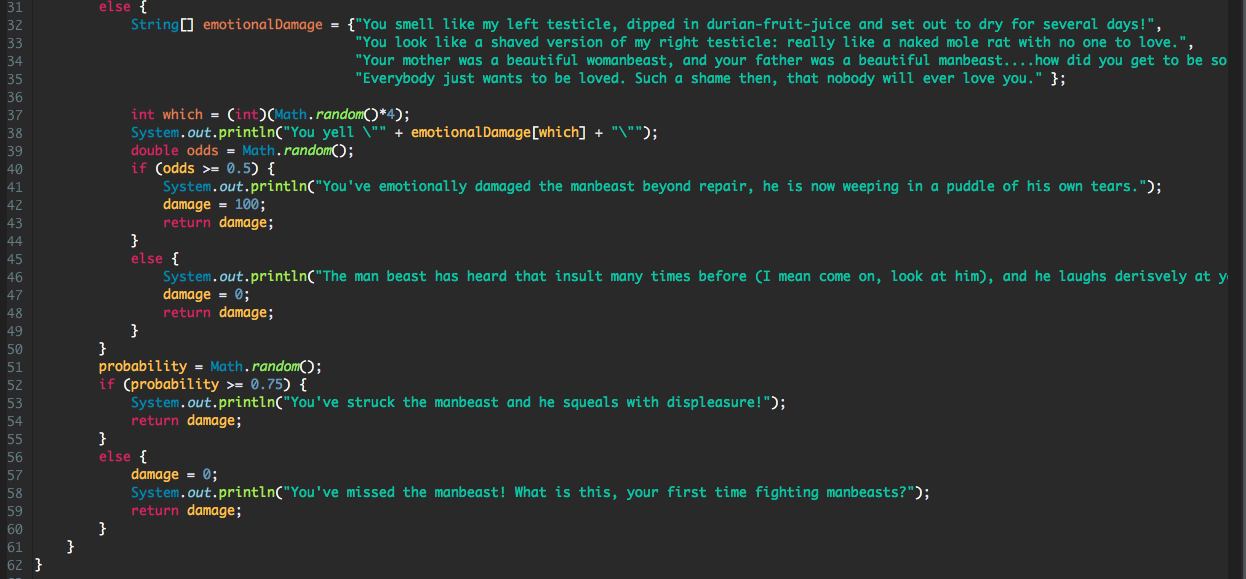 31 else {
32 String[] emotionalDamage = {"You smell like my left testicle, dipped in durian-fruit-juice and set out to dry for several days!",
33 "You look like a shaved version of my right testicle: really like a naked mole rat with no one to love.",
34 "Your mother was a beautiful womanbeast, and your father was a beautiful manbeast....how did you get to be so
35 "Everybody just wants to be loved. Such a shame then, that nobody will ever love you." };
36
37 int which = (int)(Math.random()*4);
38 System.out.println("You yell \"" + emotionalDamage[which] + "\"");
39 double odds = Math.random();
40 if (odds >= 0.5) {
41 System.out.println("You've emotionally damaged the manbeast beyond repair, he is now weeping in a puddle of his own tears.");
42 damage = 100;
43 return damage;
44 }
45 else {
46 System.out.println("The man beast has heard that insult many times before (I mean come on, look at him), and he laughs derisvely at
47 damage = 0;
48 return damage;
49 }
50 }
51 probability = Math.random();
52 if (probability >= 0.75) {
53 System.out.println("You've struck the manbeast and he squeals with displeasure!");
54 return damage;
55 }
56 else {
57 damage = 0;
58 System.out.println("You've missed the manbeast! What is this, your first time fighting manbeasts?");
59 return damage;
60 }
61 }
62 }